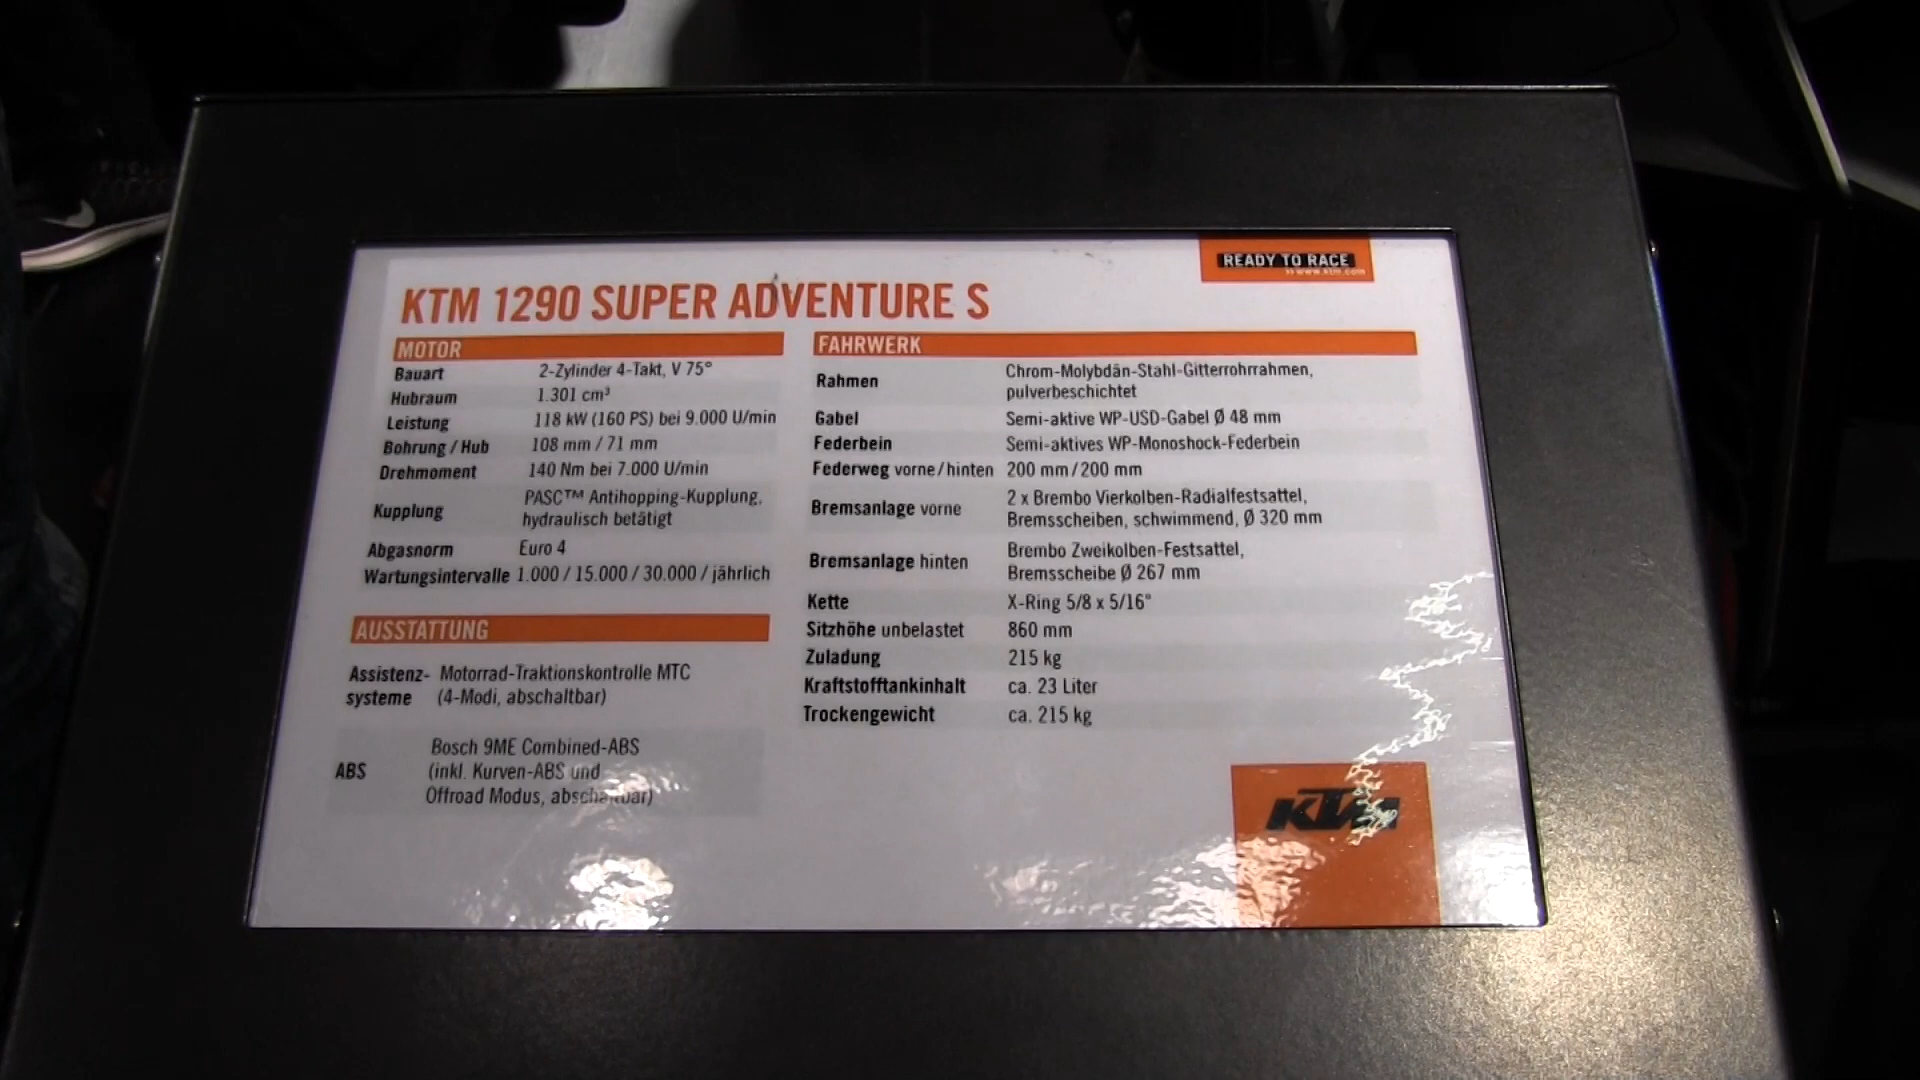 READY TO RACE
>> www.ktm.com
KTM 1290 SUPER ADVENTURE S
MOTOR
Bauart 2-Zylinder 4-Takt, V 75°
Hubraum 1.301 cm³
Leistung 118 kW (160 PS) bei 9.000 U/min
Bohrung / Hub 108 mm / 71 mm
Drehmoment 140 Nm bei 7.000 U/min
Kupplung PASC™ Antihopping-Kupplung,
hydraulisch betätigt
Abgasnorm Euro 4
Wartungsintervalle 1.000 / 15.000 / 30.000 / jährlich
AUSSTATTUNG
Assistenz- Motorrad-Traktionskontrolle MTC
systeme (4-Modi, abschaltbar)
Bosch 9ME Combined-ABS
ABS (inkl. Kurven-ABS und
Offroad Modus, abschaltbar)
FAHRWERK
Rahmen Chrom-Molybdän-Stahl-Gitterrohrrahmen,
pulverbeschichtet
Gabel Semi-aktive WP-USD-Gabel Ø 48 mm
Federbein Semi-aktives WP-Monoshock-Federbein
Federweg vorne/hinten 200 mm/200 mm
Bremsanlage vorne 2 x Brembo Vierkolben-Radialfestsattel,
Bremsscheiben, schwimmend, Ø 320 mm
Bremsanlage hinten Brembo Zweikolben-Festsattel,
Bremsscheibe Ø 267 mm
Kette X-Ring 5/8 x 5/16"
Sitzhöhe unbelastet 860 mm
Zuladung 215 kg
Kraftstofftankinhalt ca. 23 Liter
Trockengewicht ca. 215 kg
KTM